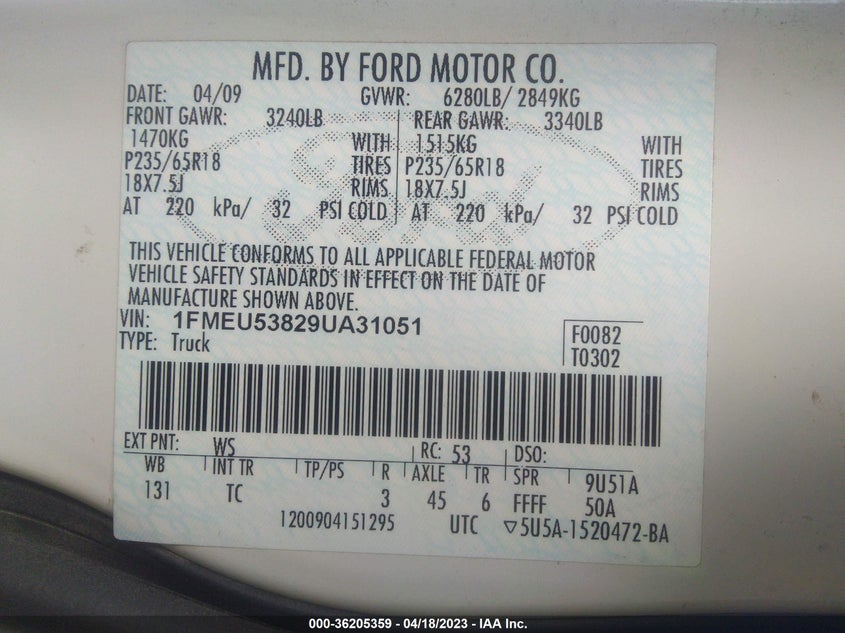 MFD. BY FORD MOTOR CO.
DATE: 04/09 GVWR: 6280LB/ 2849KG
FRONT GAWR: 3240LB REAR GAWR: 3340LB
1470KG WITH 1515KG WITH
P235/65R18 TIRES P235/65R18 TIRES
18X7.5J RIMS 18X7.5J RIMS
AT 220 kPa/ 32 PSI COLD AT 220 kPa/ 32 PSI COLD
THIS VEHICLE CONFORMS TO ALL APPLICABLE FEDERAL MOTOR
VEHICLE SAFETY STANDARDS IN EFFECT ON THE DATE OF
MANUFACTURE SHOWN ABOVE.
VIN: 1FMEU53829UA31051
TYPE: Truck
F0082
T0302
EXT PNT: WS RC: 53 DSO:
WB INT TR TP/PS R AXLE TR SPR 9U51A
131 TC 3 45 6 FFFF 50A
1200904151295 UTC ▽5U5A-1520472-BA
000-36205359 - 04/18/2023 - IAA Inc.